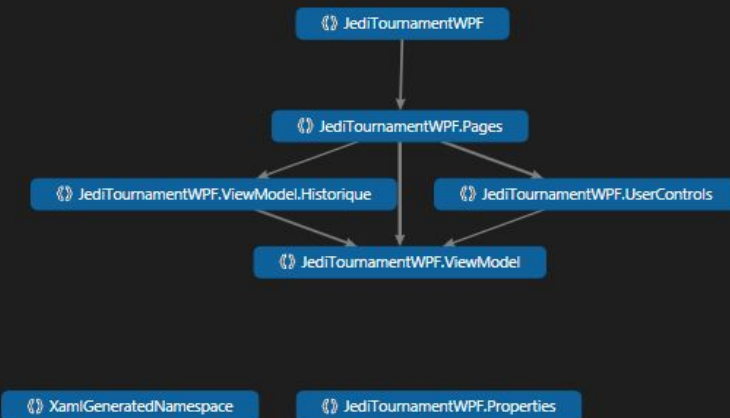 JediTournamentWPF
JediTournamentWPF.Pages
JediTournamentWPF.ViewModel.Historique
JediTournamentWPF.UserControls
JediTournamentWPF.ViewModel
XamlGeneratedNamespace
JediTournamentWPF.Properties